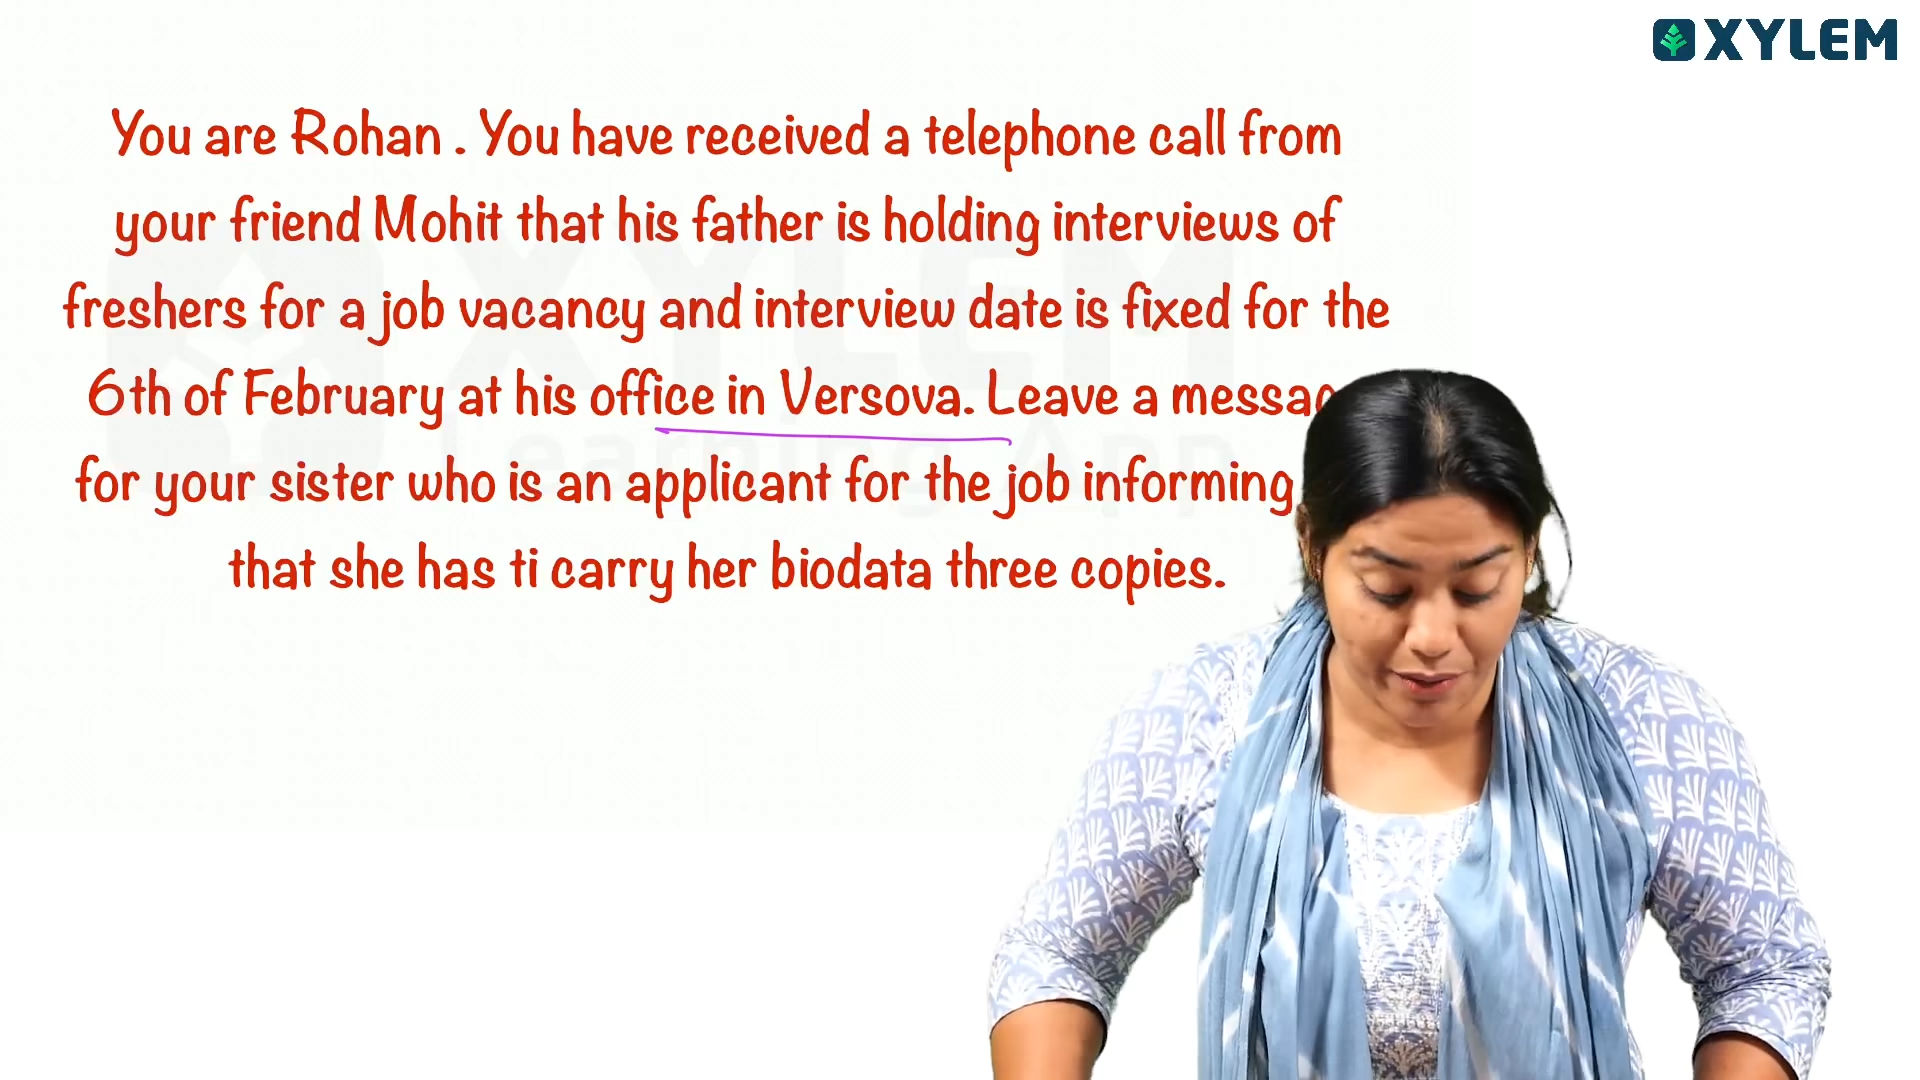 XYLEM
You are Rohan . You have received a telephone call from
your friend Mohit that his father is holding interviews of
freshers for a job vacancy and interview date is fixed for the
6th of February at his office in Versova. Leave a
for your sister who is an applicant for the job informing
that she has ti carry her biodata three copies.
XYLEM
Learning App